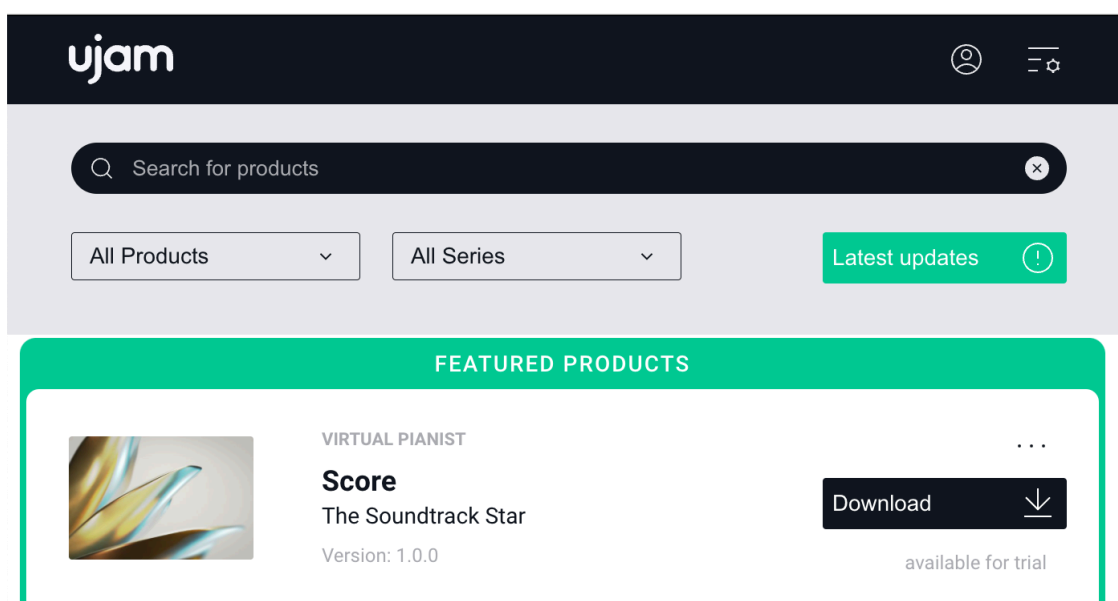 ujam
Search for products
All Products
All Series
Latest updates
FEATURED PRODUCTS
VIRTUAL PIANIST
Score
The Soundtrack Star
Version: 1.0.0
Download
available for trial